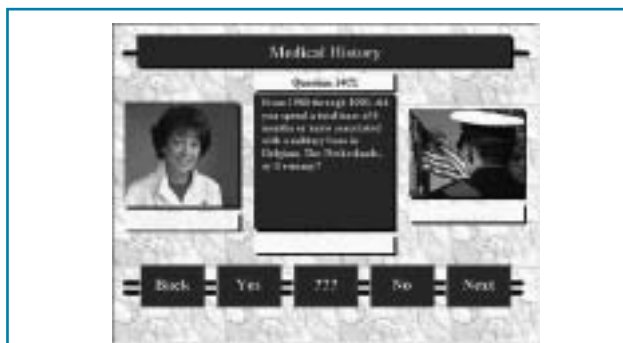 Medical History
From 1980 through 1990, did
you spend a total time of 6
months or more associated
with a military base in
Belgium, The Netherlands,
or Germany?
Back
Yes
???
No
Next